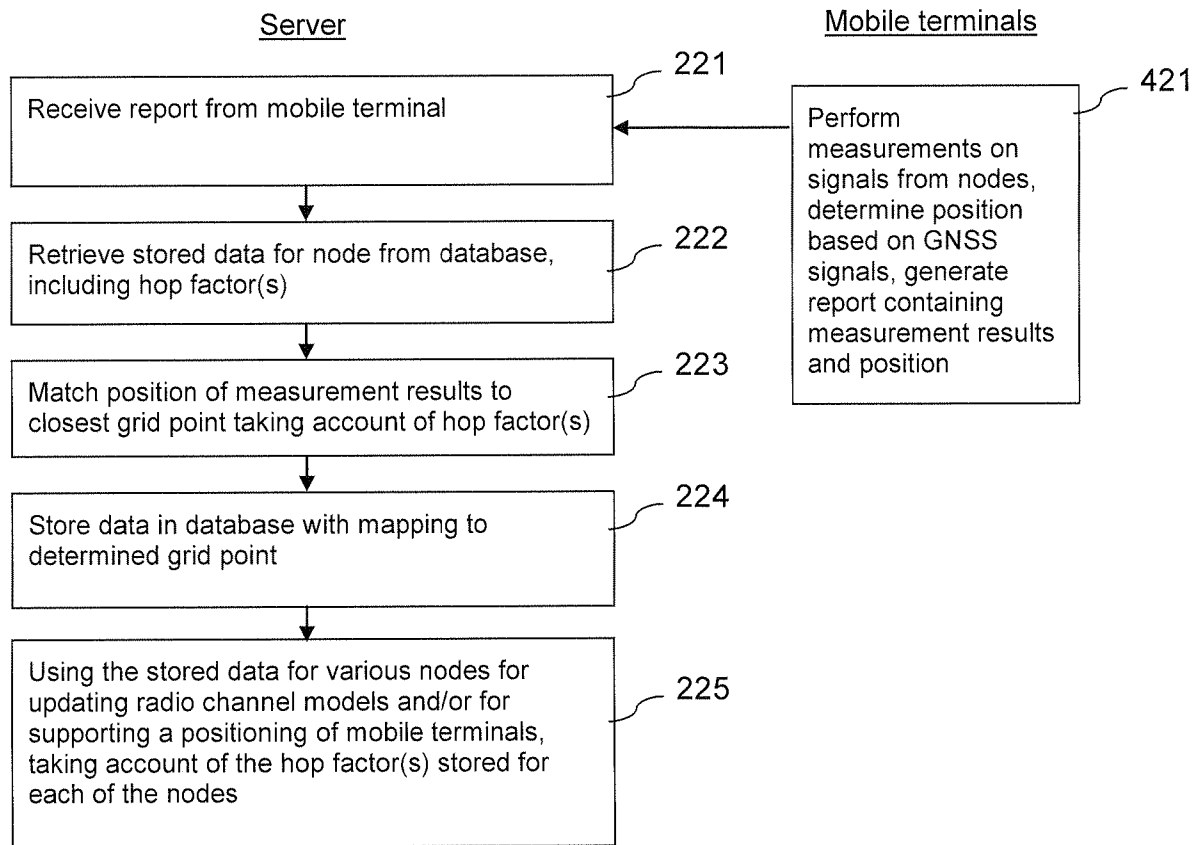 Server
Mobile terminals
221
421
Receive report from mobile terminal
Perform
measurements on
signals from nodes,
determine position
based on GNSS
signals, generate
report containing
measurement results
and position
222
Retrieve stored data for node from database,
including hop factor(s)
223
Match position of measurement results to
closest grid point taking account of hop factor(s)
224
Store data in database with mapping to
determined grid point
225
Using the stored data for various nodes for
updating radio channel models and/or for
supporting a positioning of mobile terminals,
taking account of the hop factor(s) stored for
each of the nodes